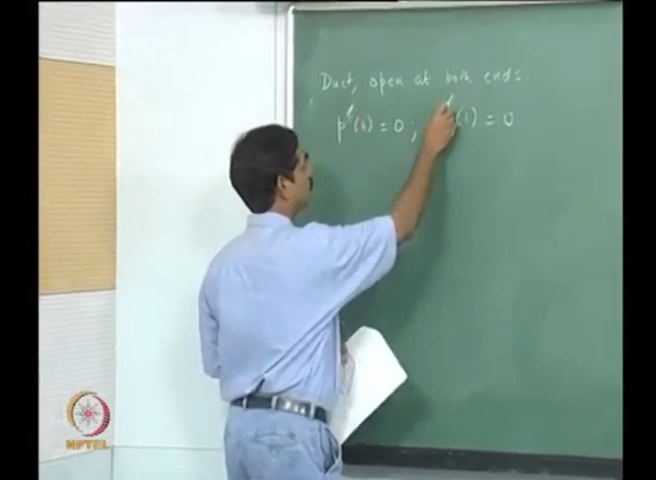 Duct, open at both ends.
p'(0) = 0 ; (1) = 0
NPTEL